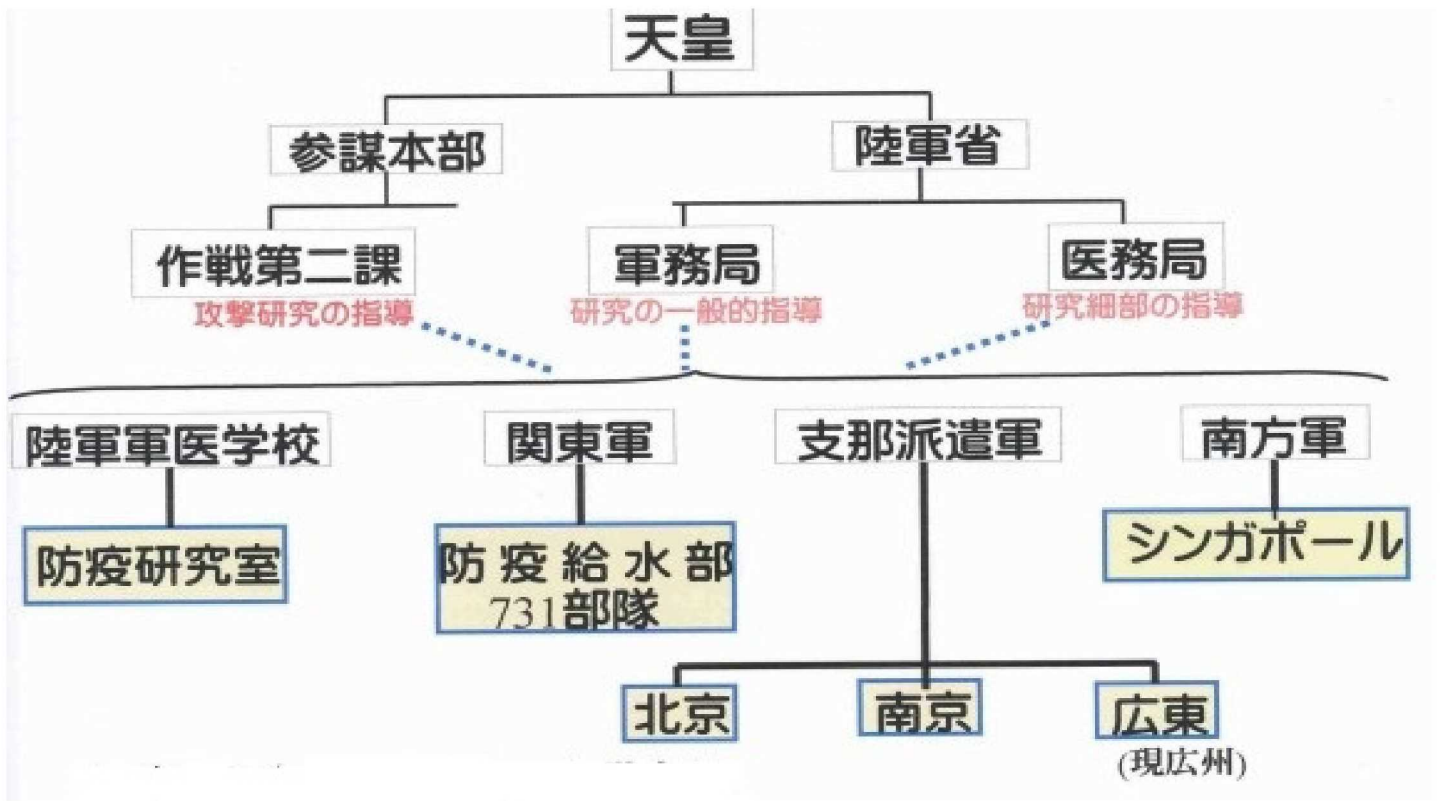 天皇
参謀本部
陸軍省
作戦第二課
軍務局
医務局
攻撃研究の指導
研究の一般的指導
研究細部の指導
陸軍軍医学校
関東軍
支那派遣軍
南方軍
防疫研究室
防疫給水部
731部隊
シンガポール
北京
南京
広東
(現広州)